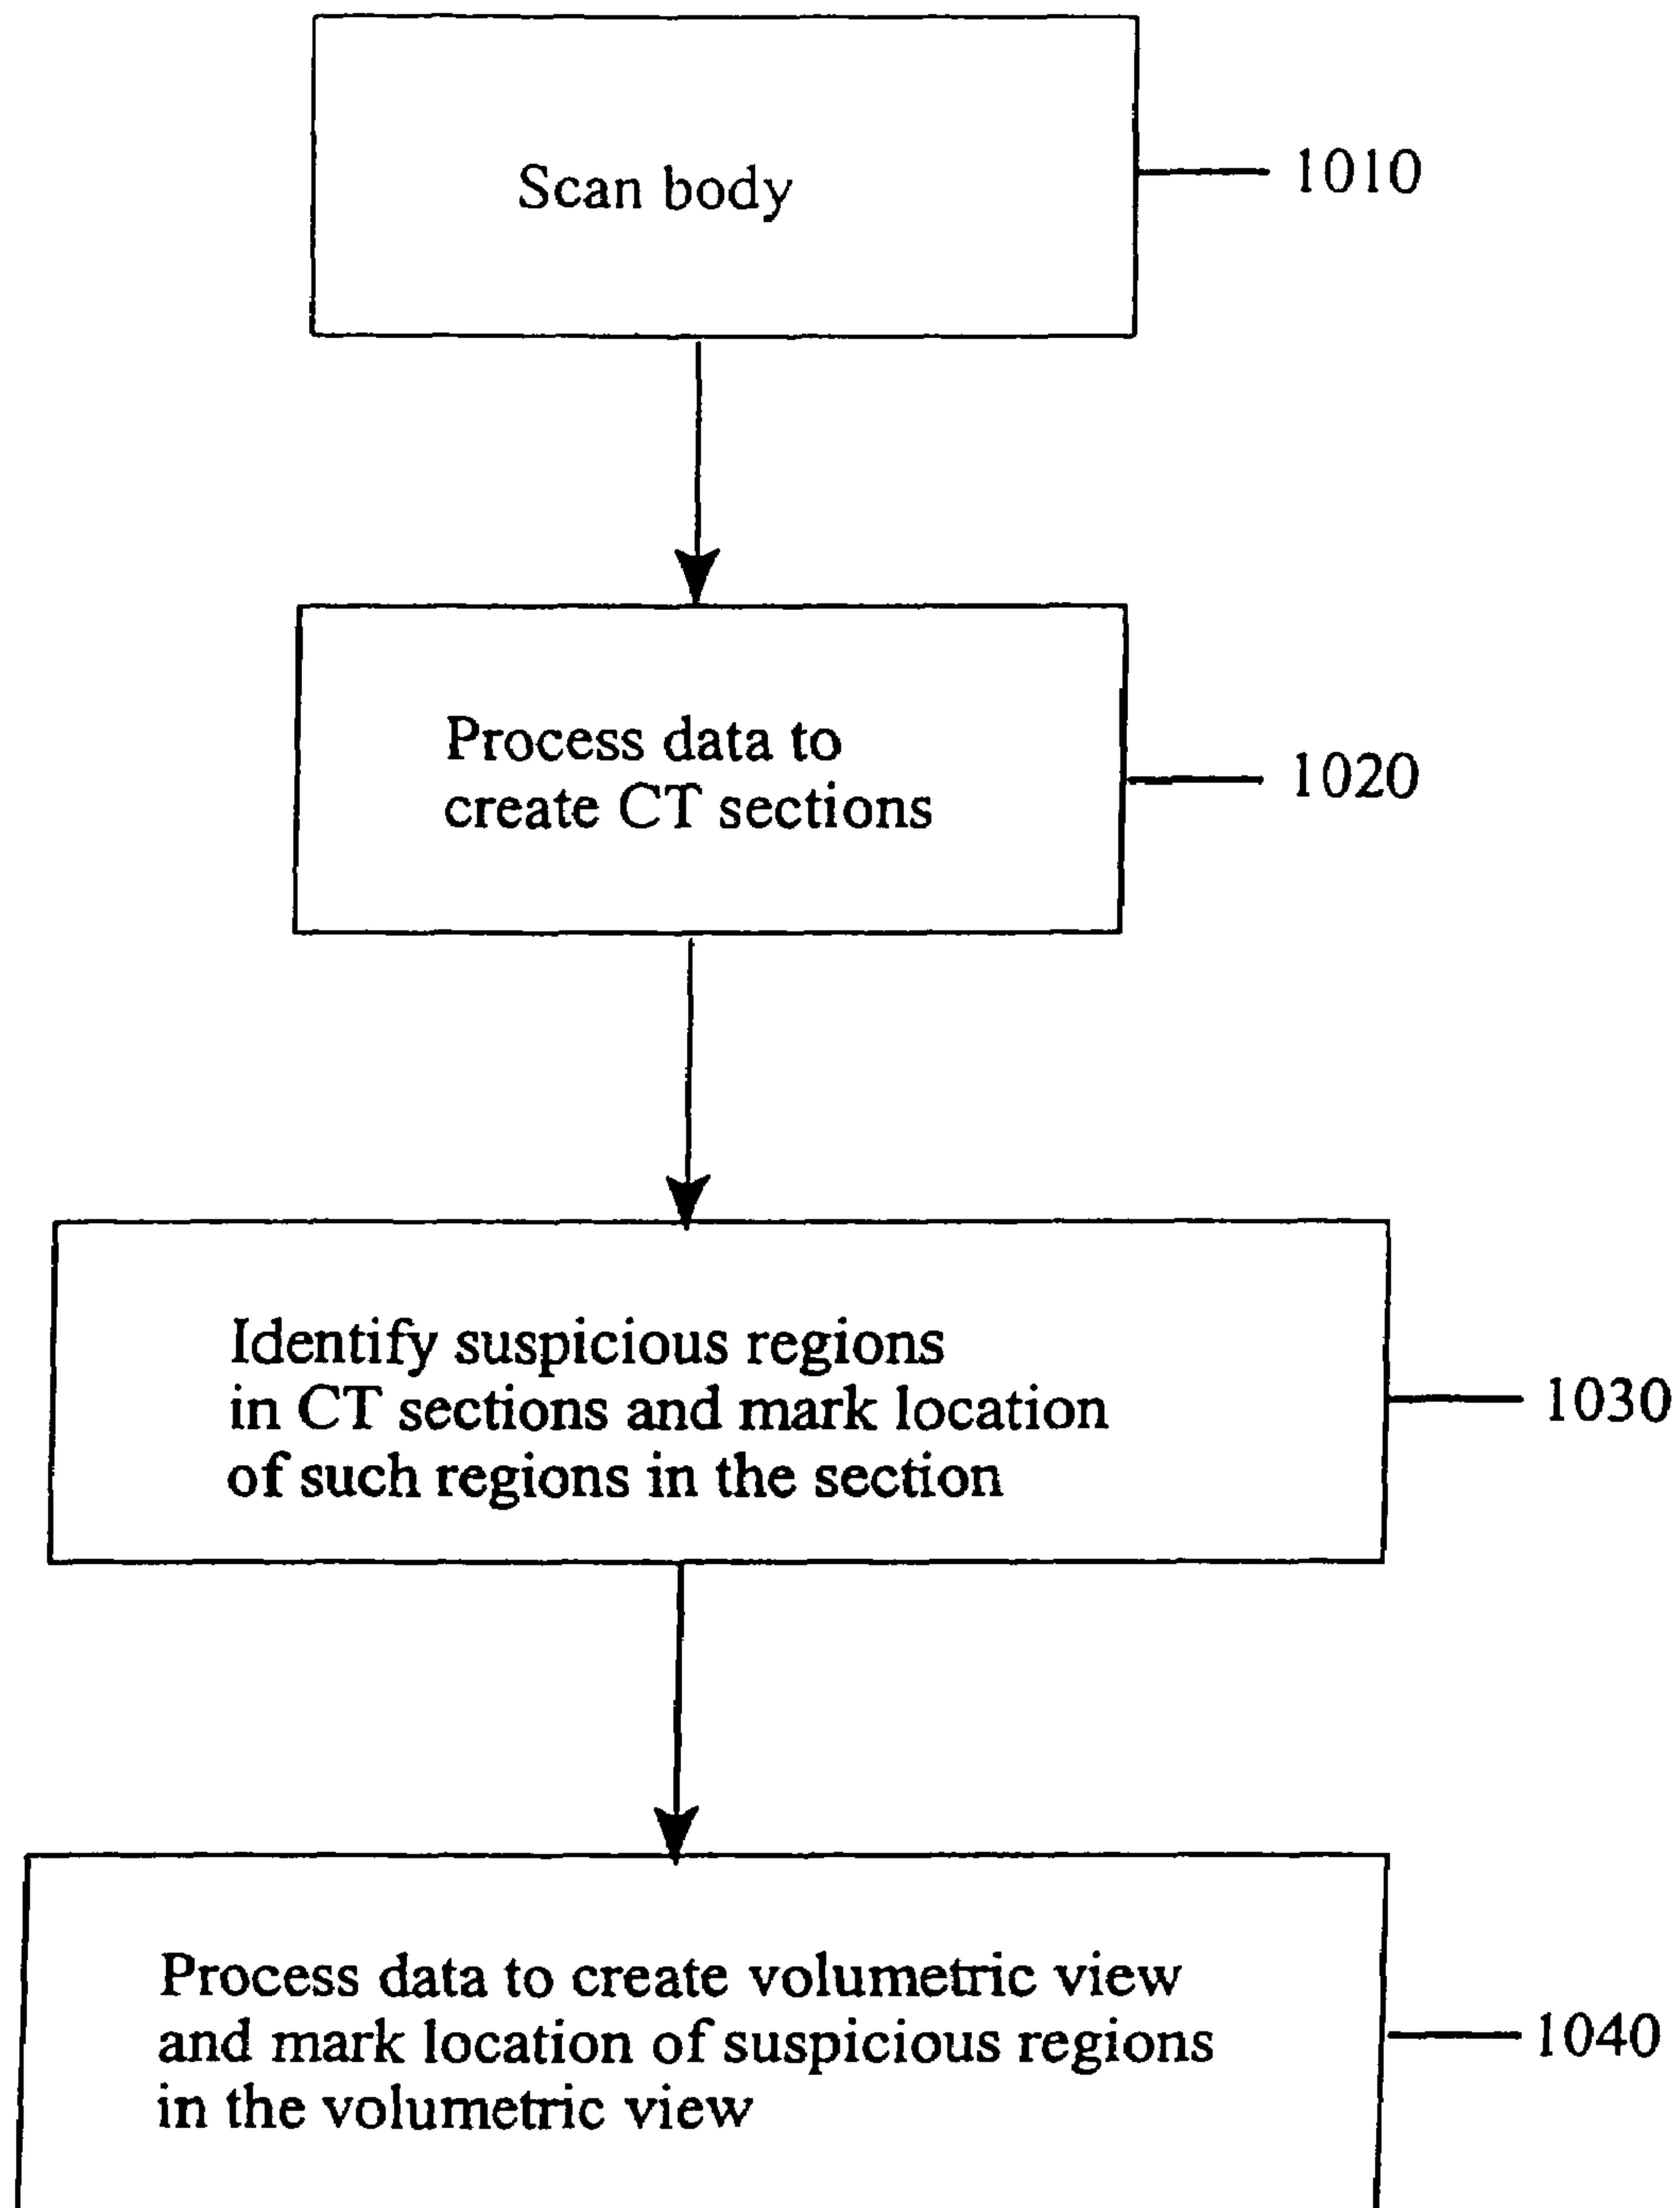 Scan body
1010
Process data to
create CT sections
1020
Identify suspicious regions
in CT sections and mark location
of such regions in the section
1030
Process data to create volumetric view
and mark location of suspicious regions
in the volumetric view
1040